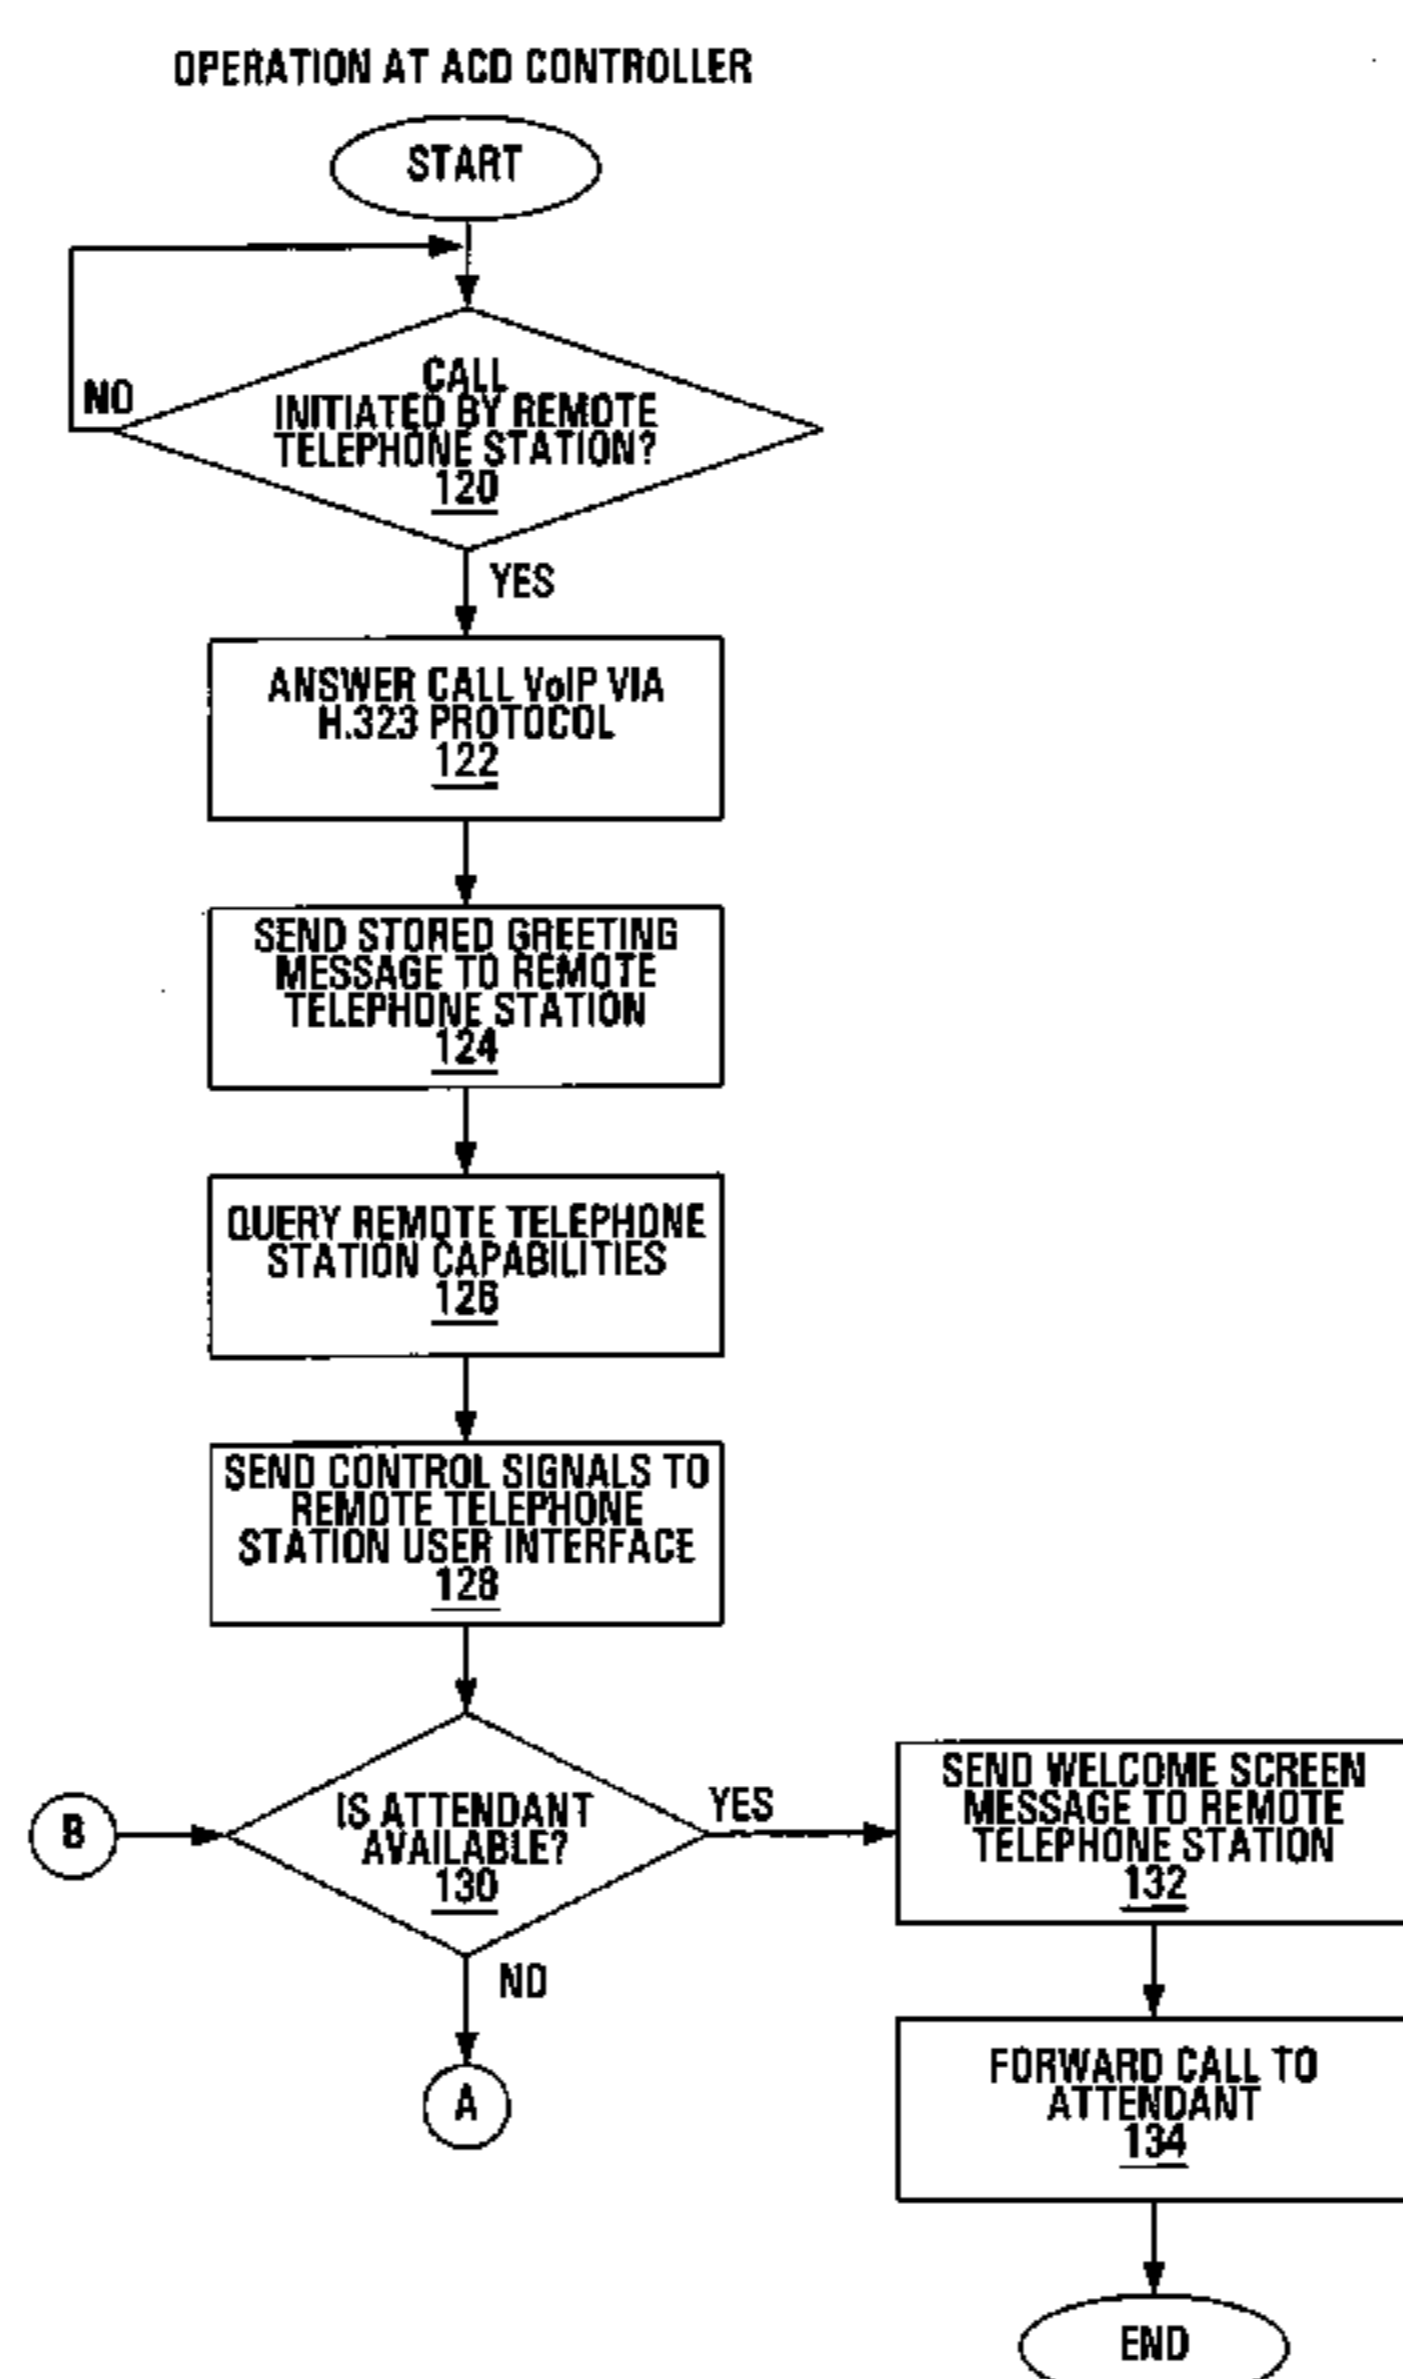 OPERATION AT ACD CONTROLLER
START
NO
CALL
INITIATED BY REMOTE
TELEPHONE STATION?
120
YES
ANSWER CALL VoIP VIA
H.323 PROTOCOL
122
SEND STORED GREETING
MESSAGE TO REMOTE
TELEPHONE STATION
124
QUERY REMOTE TELEPHONE
STATION CAPABILITIES
126
SEND CONTROL SIGNALS TO
REMOTE TELEPHONE
STATION USER INTERFACE
128
B
IS ATTENDANT
AVAILABLE?
130
YES
SEND WELCOME SCREEN
MESSAGE TO REMOTE
TELEPHONE STATION
132
NO
A
FORWARD CALL TO
ATTENDANT
134
END